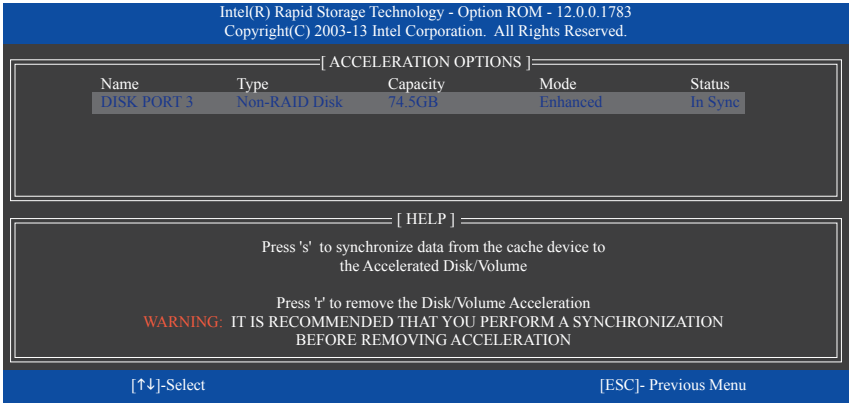 Intel(R) Rapid Storage Technology - Option ROM - 12.0.0.1783
Copyright(C) 2003-13 Intel Corporation. All Rights Reserved.
[ ACCELERATION OPTIONS ]
Name Type Capacity Mode Status
DISK PORT 3 Non-RAID Disk 74.5GB Enhanced In Sync
[ HELP ]
Press 's' to synchronize data from the cache device to
the Accelerated Disk/Volume
Press 'r' to remove the Disk/Volume Acceleration
WARNING: IT IS RECOMMENDED THAT YOU PERFORM A SYNCHRONIZATION
BEFORE REMOVING ACCELERATION
[↑↓]-Select [ESC]- Previous Menu